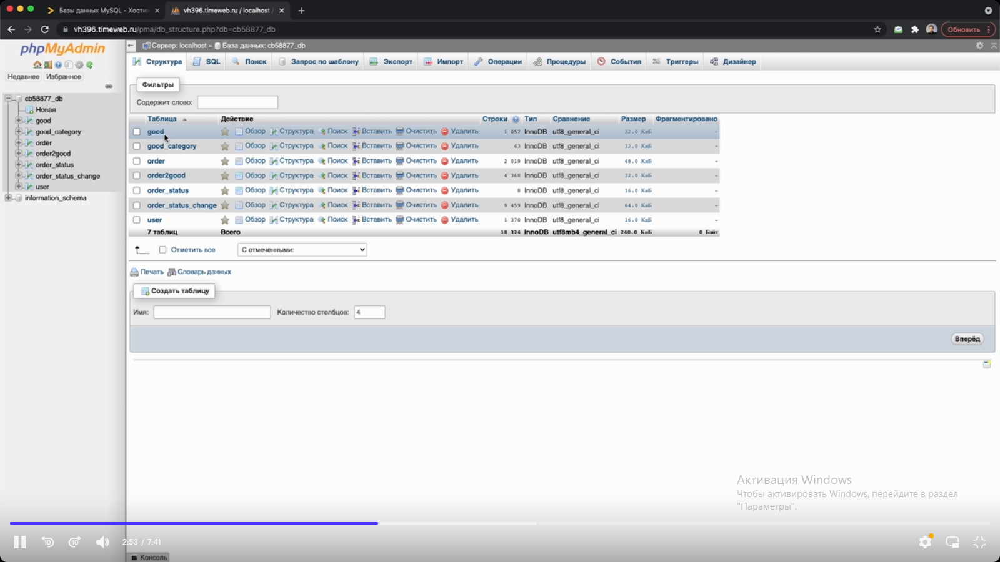 Базы данных MySQL - Хости
vh396.timeweb.ru / localhost /
vh396.timeweb.ru/pma/db_structure.php?db=cb58877_db
Обновить
phpMyAdmin
Недавнее Избранное
cb58877_db
Новая
good
good_category
order
order2good
order_status
order_status_change
user
information_schema
Сервер: localhost » База данных: cb58877_db
Структура SQL Поиск Запрос по шаблону Экспорт Импорт Операции Процедуры События Триггеры Дизайнер
Фильтры
Содержит слово:
Таблица Действие Строки Тип Сравнение Размер Фрагментировано
good Обзор Структура Поиск Вставить Очистить Удалить 1 057 InnoDB utf8_general_ci 32.0 КиБ -
good_category Обзор Структура Поиск Вставить Очистить Удалить 43 InnoDB utf8_general_ci 32.0 КиБ -
order Обзор Структура Поиск Вставить Очистить Удалить 2 019 InnoDB utf8_general_ci 48.0 КиБ -
order2good Обзор Структура Поиск Вставить Очистить Удалить 4 368 InnoDB utf8_general_ci 32.0 КиБ -
order_status Обзор Структура Поиск Вставить Очистить Удалить 8 InnoDB utf8_general_ci 16.0 КиБ -
order_status_change Обзор Структура Поиск Вставить Очистить Удалить 9 459 InnoDB utf8_general_ci 64.0 КиБ -
user Обзор Структура Поиск Вставить Очистить Удалить 1 370 InnoDB utf8_general_ci 16.0 КиБ -
7 таблиц Всего 18 324 InnoDB utf8mb4_general_ci 240.0 КиБ 0 Байт
Отметить все С отмеченными:
Печать Словарь данных
Создать таблицу
Имя: Количество столбцов: 4
Вперёд
Активация Windows
Чтобы активировать Windows, перейдите в раздел
"Параметры".
10 10 2:53 / 7:41
Консоль